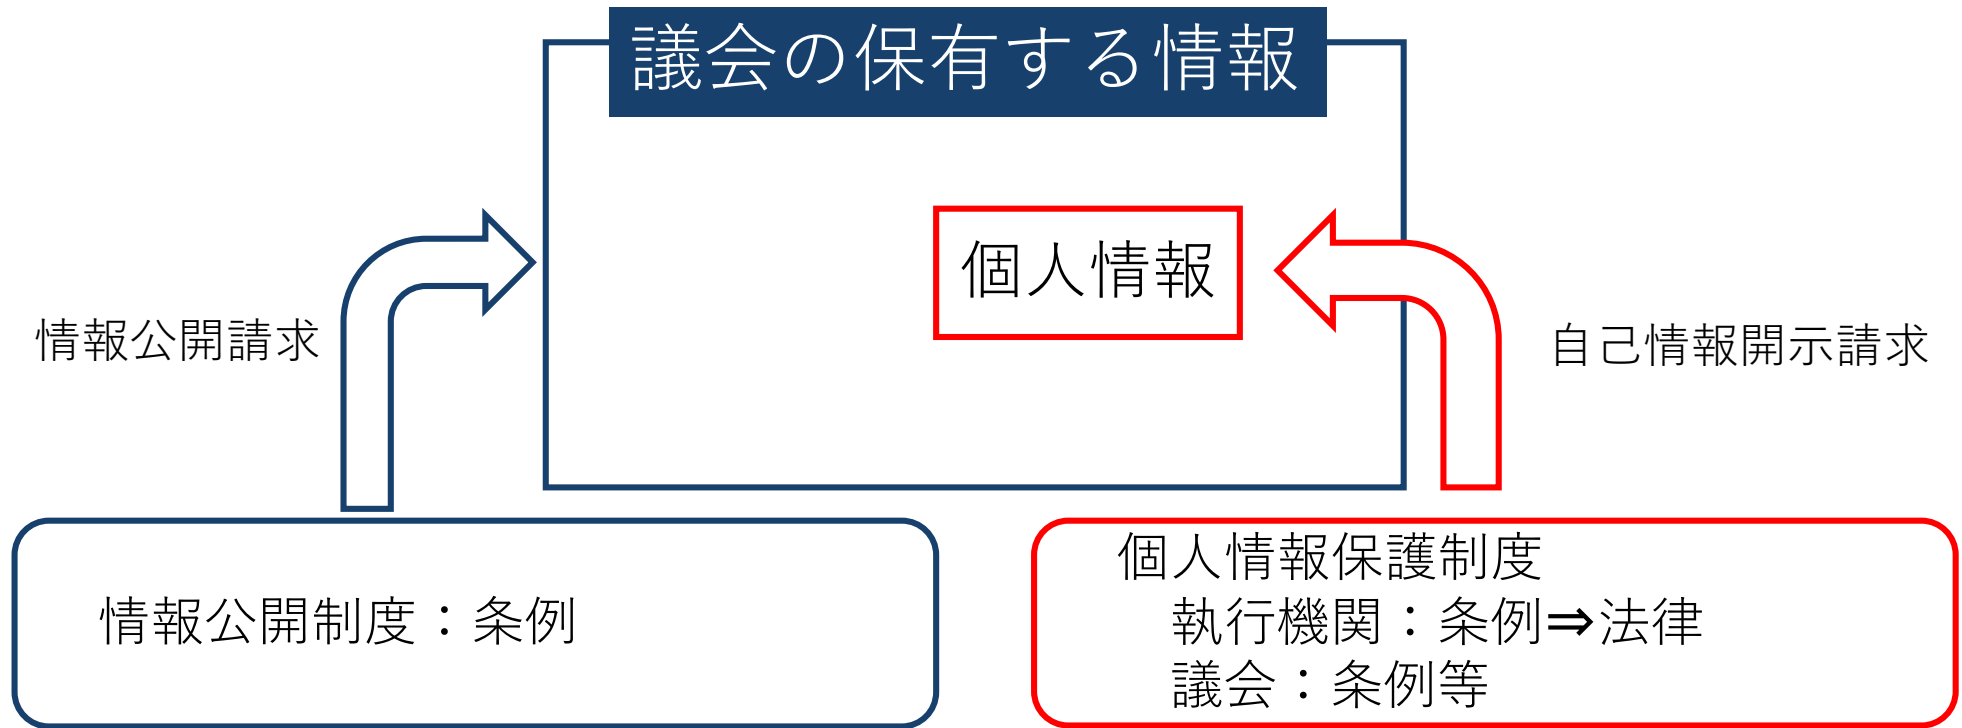 議会の保有する情報
個人情報
情報公開請求
自己情報開示請求
情報公開制度：条例
個人情報保護制度
執行機関：条例⇒法律
議会：条例等